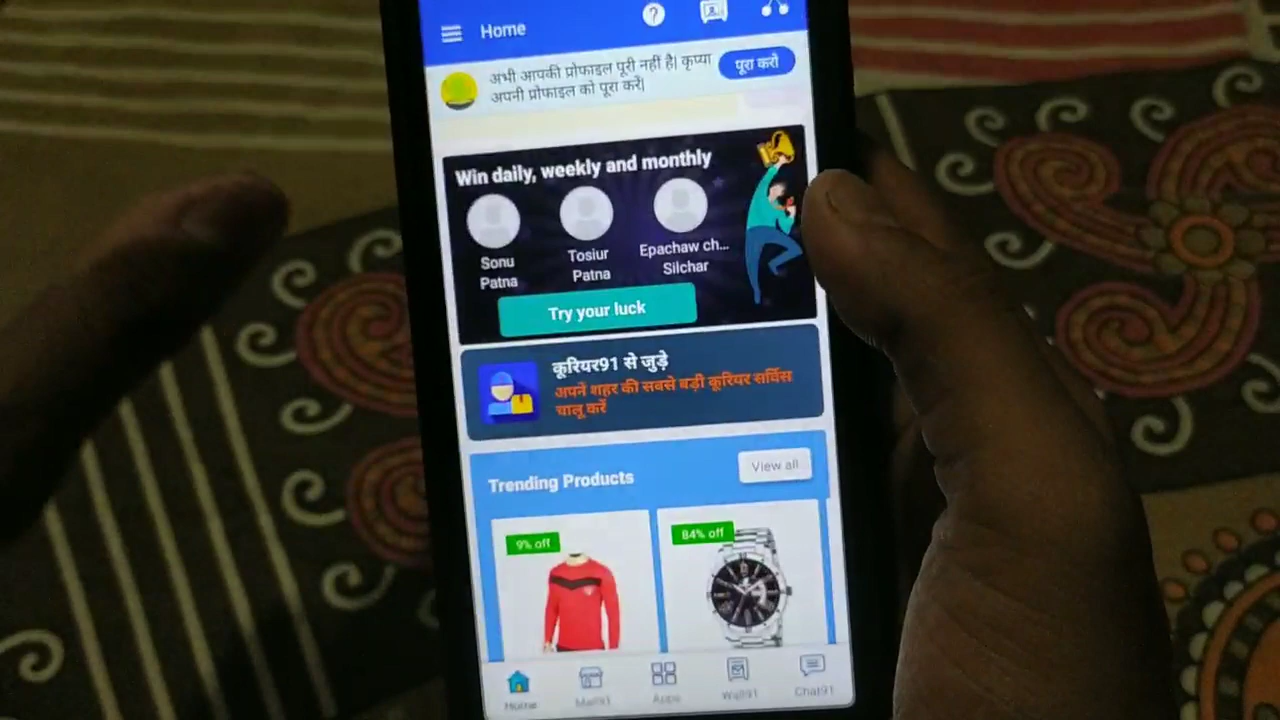 Home
अभी आपकी प्रोफाइल पूरी नहीं है। कृप्या
अपनी प्रोफाइल को पूरा करें|
पूरा करो
Win daily, weekly and monthly
Sonu
Patna
Tosiur
Patna
Epachaw ch...
Silchar
Try your luck
कूरियर91 से जुड़े
अपने शहर की सबसे बड़ी कूरियर सर्विस
चालू करें
Trending Products
View all
9% off
84% off
Home
Mall91
Apps
Wall91
Chat91